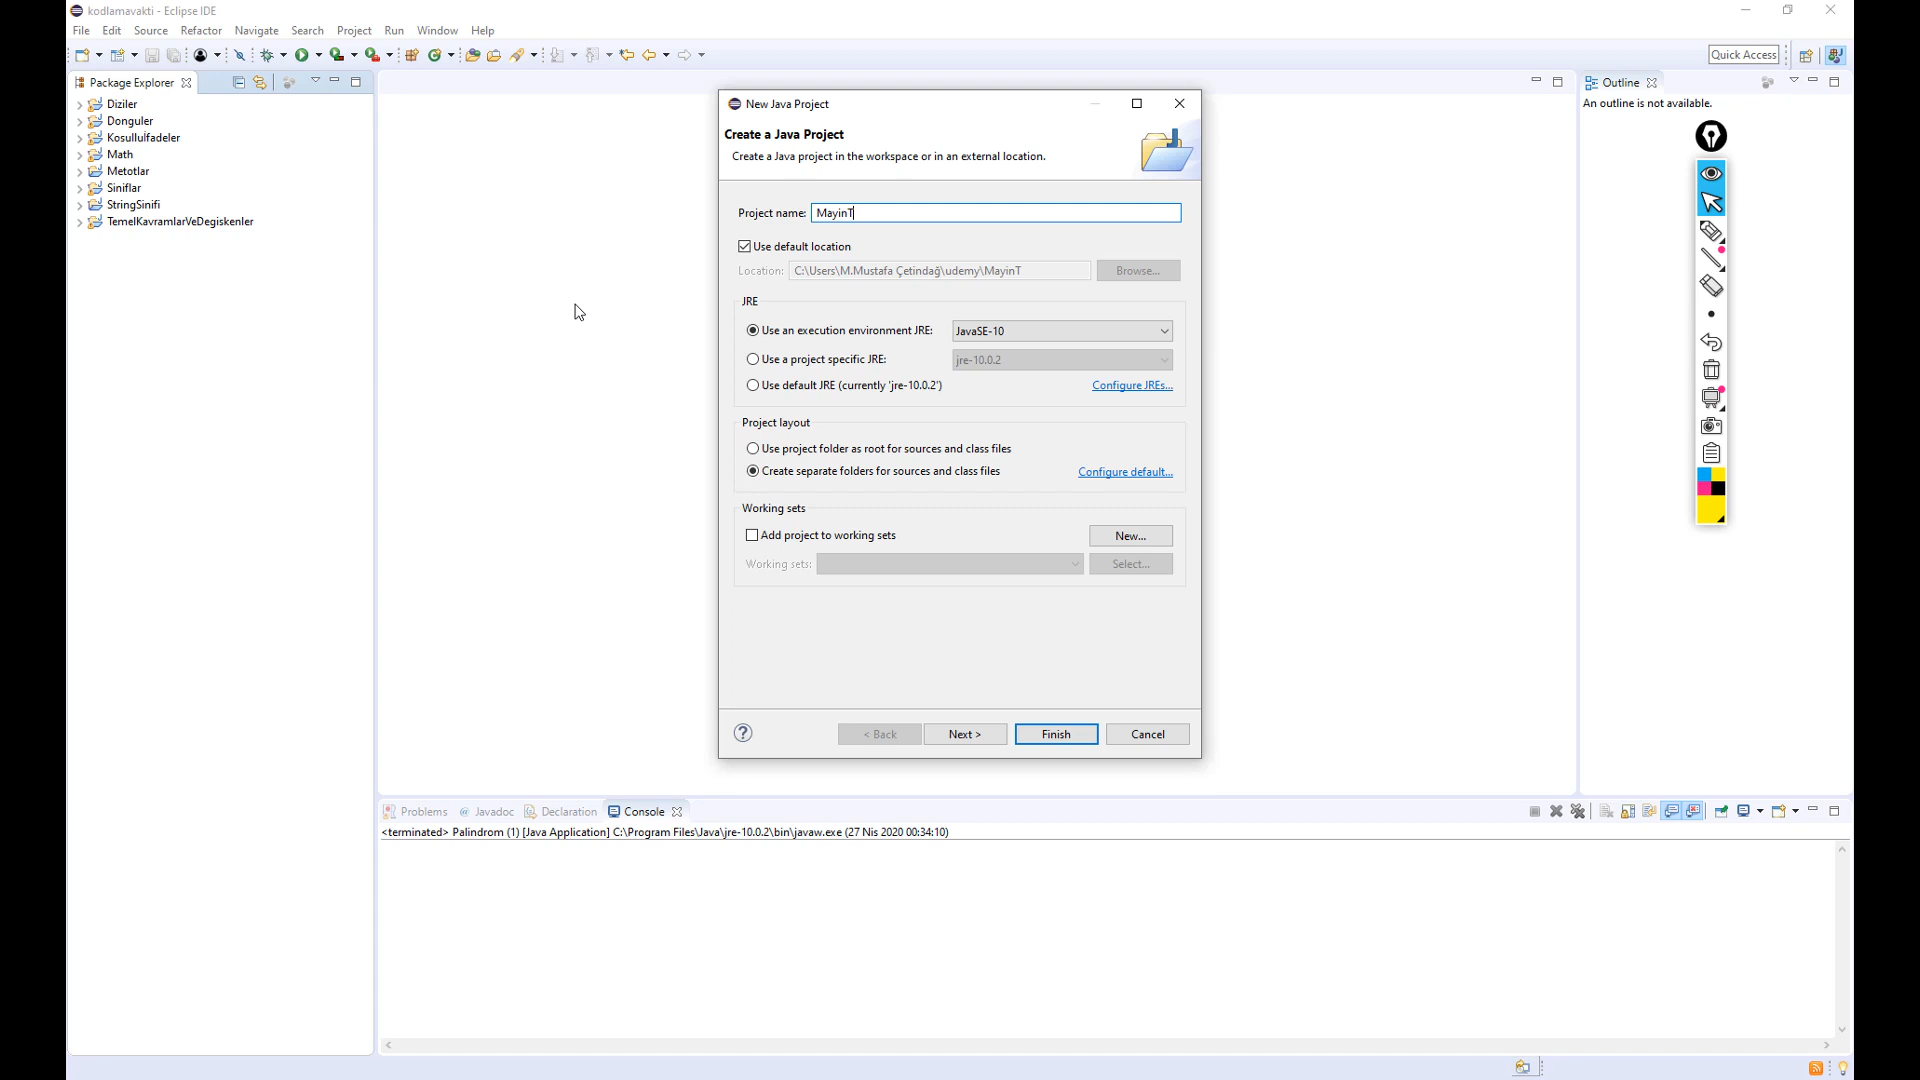 kodlamavakti - Eclipse IDE
File Edit Source Refactor Navigate Search Project Run Window Help
Quick Access
Package Explorer
Diziler
Donguler
Kosullulfadeler
Math
Metotlar
Siniflar
StringSinifi
TemelKavramlarVeDegiskenler
New Java Project
Create a Java Project
Create a Java project in the workspace or in an external location.
Project name: MayinT
Use default location
Location: C:\Users\M.Mustafa Çetindağ\udemy\MayinT Browse...
JRE
Use an execution environment JRE: JavaSE-10
Use a project specific JRE: jre-10.0.2
Use default JRE (currently 'jre-10.0.2') Configure JREs...
Project layout
Use project folder as root for sources and class files
Create separate folders for sources and class files Configure default...
Working sets
Add project to working sets New...
Working sets: Select...
? < Back Next > Finish Cancel
Outline
An outline is not available.
Problems @ Javadoc Declaration Console
<terminated> Palindrom (1) [Java Application] C:\Program Files\Java\jre-10.0.2\bin\javaw.exe (27 Nis 2020 00:34:10)